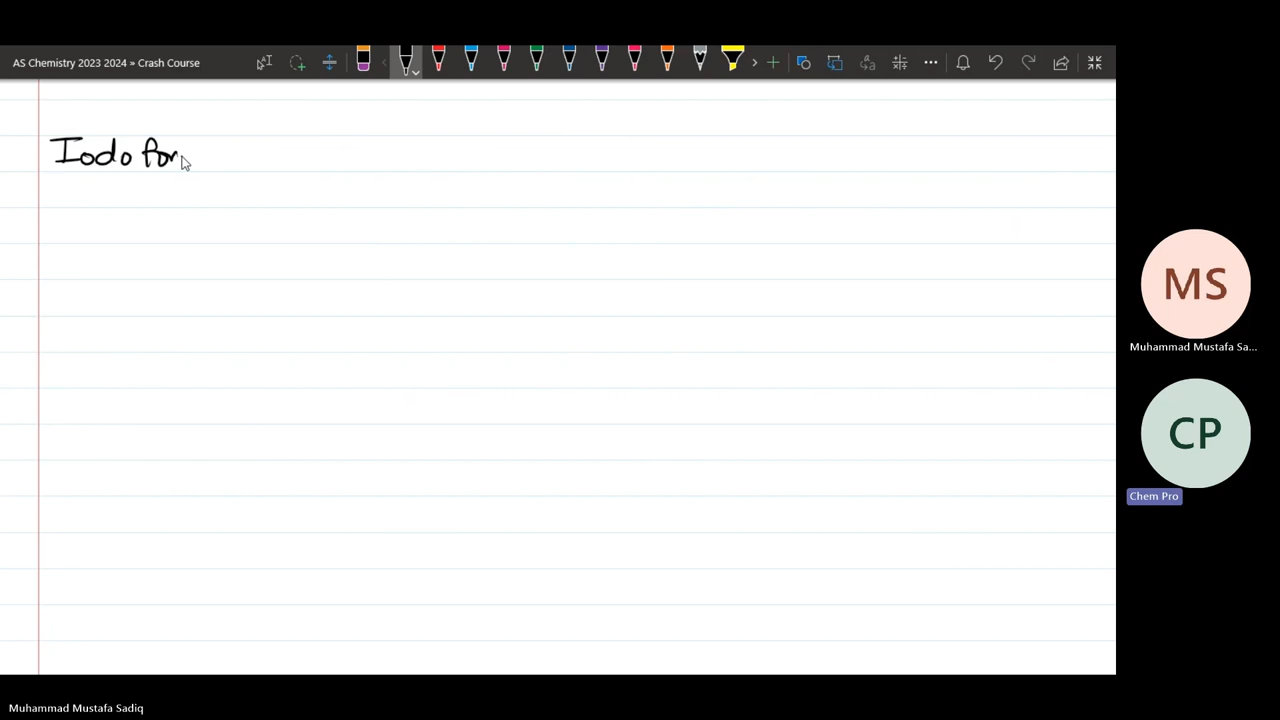 AS Chemistry 2023 2024 » Crash Course
Iodo for
MS
Muhammad Mustafa Sa...
CP
Chem Pro
Muhammad Mustafa Sadiq